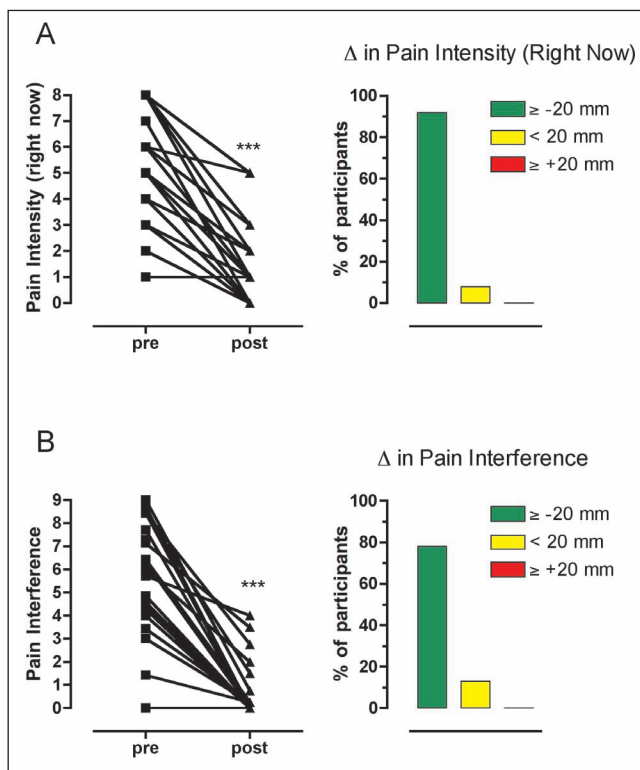 A
Δ in Pain Intensity (Right Now)
Pain Intensity (right now)
8
7
6
5
4
3
2
1
0
***
pre
post
% of participants
100
80
60
40
20
0
≥ -20 mm
< 20 mm
≥ +20 mm
B
Δ in Pain Interference
Pain Interference
9
8
7
6
5
4
3
2
1
0
***
pre
post
% of participants
100
80
60
40
20
0
≥ -20 mm
< 20 mm
≥ +20 mm